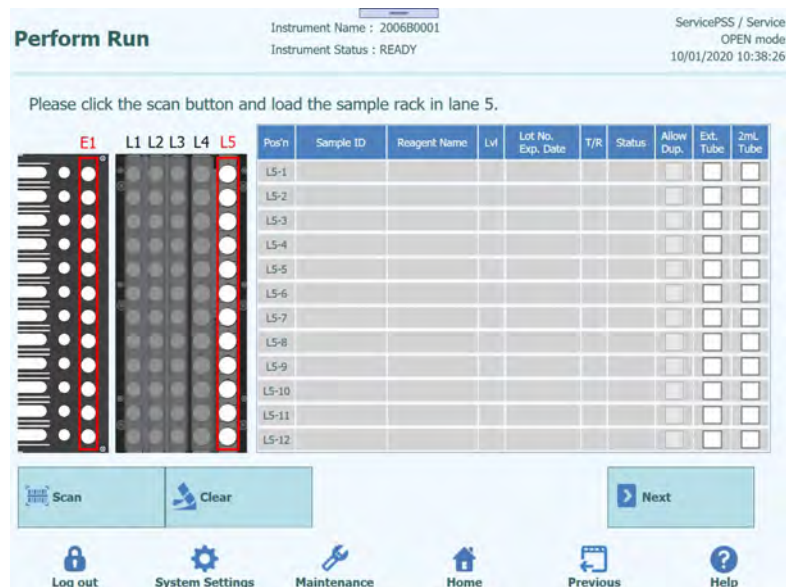 Perform Run
Instrument Name : 2006B0001
Instrument Status : READY
ServicePSS / Service
OPEN mode
10/01/2020 10:38:26
Please click the scan button and load the sample rack in lane 5.
E1 L1 L2 L3 L4 L5
Pos'n Sample ID Reagent Name Lvl Lot No. Exp. Date T/R Status Allow Dup. Ext. Tube 2mL Tube
L5-1
L5-2
L5-3
L5-4
L5-5
L5-6
L5-7
L5-8
L5-9
L5-10
L5-11
L5-12
Scan Clear Next
Log out System Settings Maintenance Home Previous Help